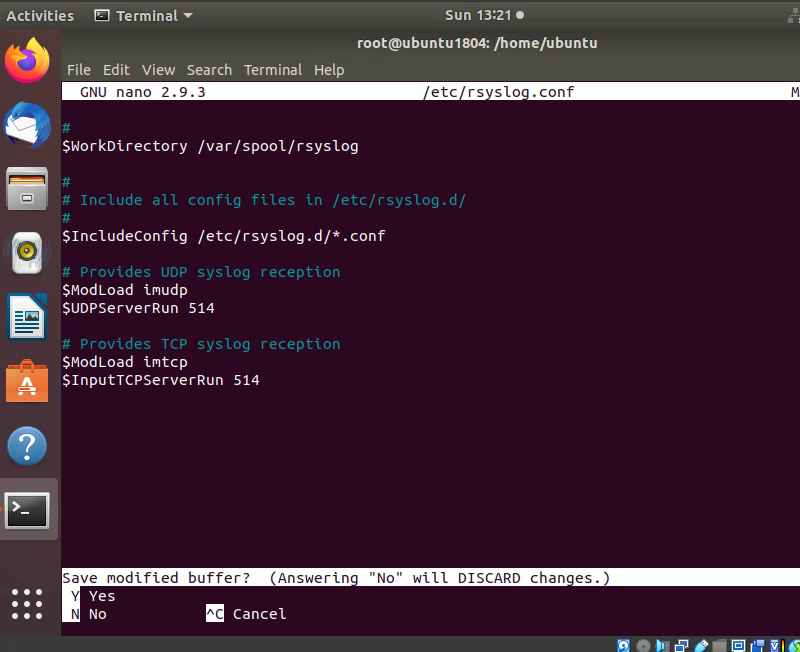 Activities Terminal Sun 13:21
root@ubuntu1804: /home/ubuntu
File Edit View Search Terminal Help
GNU nano 2.9.3 /etc/rsyslog.conf M
#
$WorkDirectory /var/spool/rsyslog
#
# Include all config files in /etc/rsyslog.d/
#
$IncludeConfig /etc/rsyslog.d/*.conf
# Provides UDP syslog reception
$ModLoad imudp
$UDPServerRun 514
# Provides TCP syslog reception
$ModLoad imtcp
$InputTCPServerRun 514
Save modified buffer? (Answering "No" will DISCARD changes.)
Y Yes
N No ^C Cancel